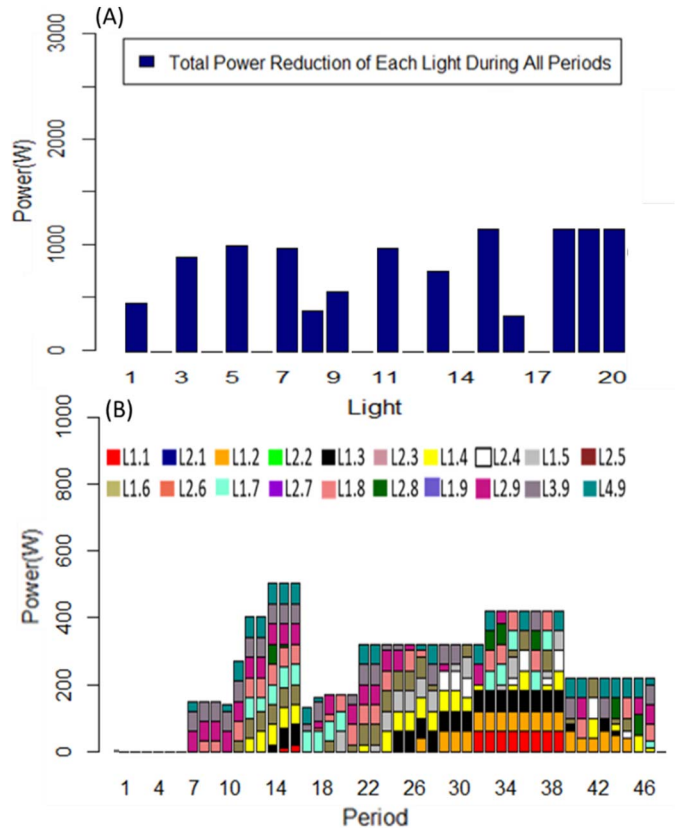 (A)
3000
2000
1000
0
Power(W)
Total Power Reduction of Each Light During All Periods
1 3 5 7 9 11 14 17 20
Light
(B)
1000
800
600
400
200
0
Power(W)
L1.1 L2.1 L1.2 L2.2 L1.3 L2.3 L1.4 L2.4 L1.5 L2.5
L1.6 L2.6 L1.7 L2.7 L1.8 L2.8 L1.9 L2.9 L3.9 L4.9
1 4 7 10 14 18 22 26 30 34 38 42 46
Period